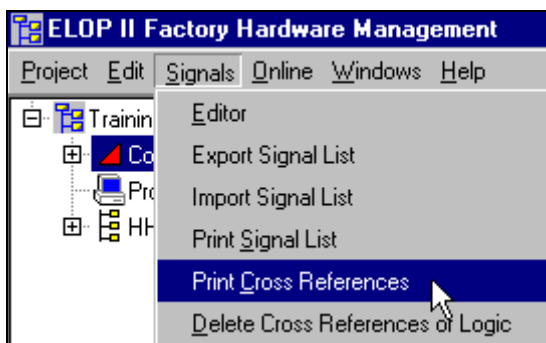 ELOP II Factory Hardware Management
Project Edit Signals Online Windows Help
Trainin
Editor
Co
Export Signal List
Pro
Import Signal List
HH
Print Signal List
Print Cross References
Delete Cross References of Logic